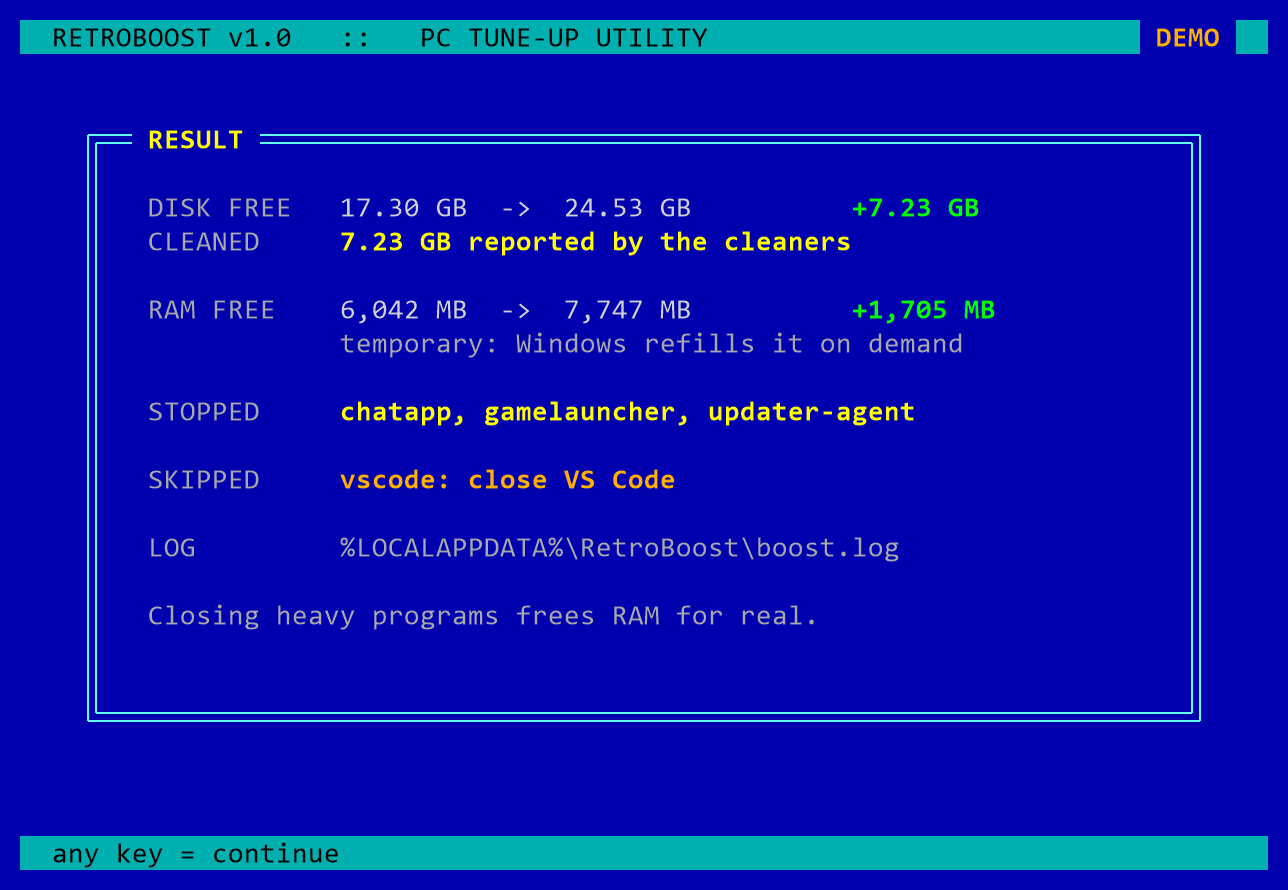 RETROBOOST v1.0 :: PC TUNE-UP UTILITY DEMO
RESULT
DISK FREE 17.30 GB -> 24.53 GB +7.23 GB
CLEANED 7.23 GB reported by the cleaners
RAM FREE 6,042 MB -> 7,747 MB +1,705 MB
temporary: Windows refills it on demand
STOPPED chatapp, gamelauncher, updater-agent
SKIPPED vscode: close VS Code
LOG %LOCALAPPDATA%\RetroBoost\boost.log
Closing heavy programs frees RAM for real.
any key = continue